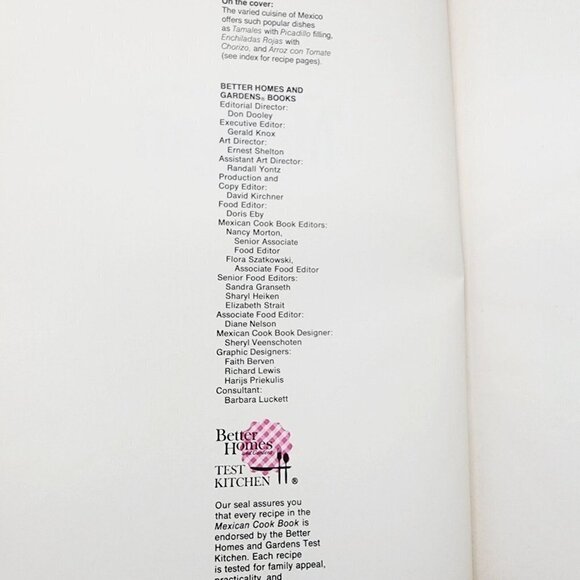 On the cover:
The varied cuisine of Mexico
offers such popular dishes
as Tamales with Picadillo filling,
Enchiladas Rojas with
Chorizo, and Arroz con Tomate
(see index for recipe pages).
BETTER HOMES AND
GARDENS® BOOKS
Editorial Director:
Don Dooley
Executive Editor:
Gerald Knox
Art Director:
Ernest Shelton
Assistant Art Director:
Randall Yontz
Production and
Copy Editor:
David Kirchner
Food Editor:
Doris Eby
Mexican Cook Book Editors:
Nancy Morton,
Senior Associate
Food Editor
Flora Szatkowski,
Associate Food Editor
Senior Food Editors:
Sandra Granseth
Sharyl Heiken
Elizabeth Strait
Associate Food Editor:
Diane Nelson
Mexican Cook Book Designer:
Sheryl Veenschoten
Graphic Designers:
Faith Berven
Richard Lewis
Harijs Priekulis
Consultant:
Barbara Luckett
Better
Homes
and Gardens
TEST
KITCHEN ®
Our seal assures you
that every recipe in the
Mexican Cook Book is
endorsed by the Better
Homes and Gardens Test
Kitchen. Each recipe
is tested for family appeal,
practicality, and